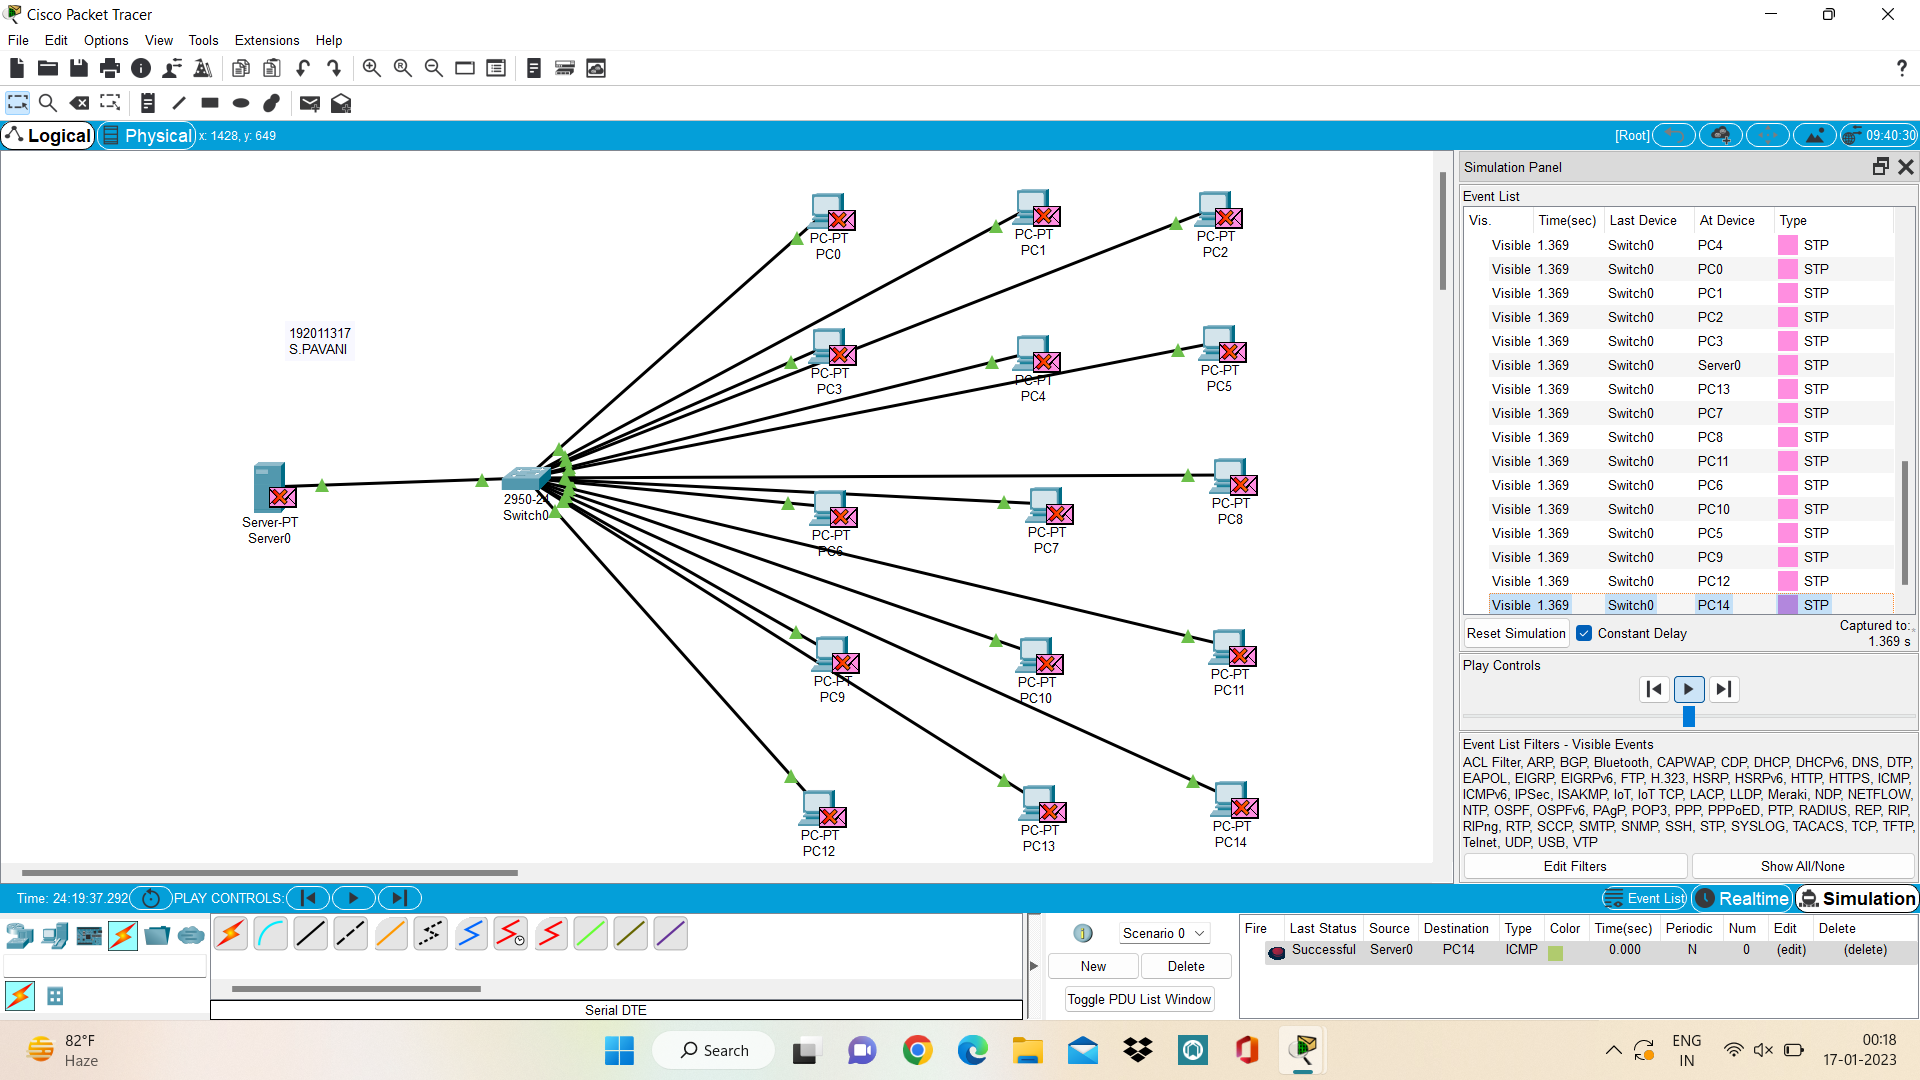 Cisco Packet Tracer
File Edit Options View Tools Extensions Help
Logical Physical x: 1428, y: 649 [Root] 09:40:30
PC-PT
PC0
PC-PT
PC1
PC-PT
PC2
192011317
S.PAVANI
PC-PT
PC3
PC-PT
PC4
PC-PT
PC5
Server-PT
Server0
2950-24
Switch0
PC-PT
PC6
PC-PT
PC7
PC-PT
PC8
PC-PT
PC9
PC-PT
PC10
PC-PT
PC11
PC-PT
PC12
PC-PT
PC13
PC-PT
PC14
Simulation Panel
Event List
Vis. Time(sec) Last Device At Device Type
Visible 1.369 Switch0 PC4 STP
Visible 1.369 Switch0 PC0 STP
Visible 1.369 Switch0 PC1 STP
Visible 1.369 Switch0 PC2 STP
Visible 1.369 Switch0 PC3 STP
Visible 1.369 Switch0 Server0 STP
Visible 1.369 Switch0 PC13 STP
Visible 1.369 Switch0 PC7 STP
Visible 1.369 Switch0 PC8 STP
Visible 1.369 Switch0 PC11 STP
Visible 1.369 Switch0 PC6 STP
Visible 1.369 Switch0 PC10 STP
Visible 1.369 Switch0 PC5 STP
Visible 1.369 Switch0 PC9 STP
Visible 1.369 Switch0 PC12 STP
Visible 1.369 Switch0 PC14 STP
Reset Simulation Constant Delay Captured to:
1.369 s
Play Controls
Event List Filters - Visible Events
ACL Filter, ARP, BGP, Bluetooth, CAPWAP, CDP, DHCP, DHCPv6, DNS, DTP,
EAPOL, EIGRP, EIGRPv6, FTP, H.323, HSRP, HSRPv6, HTTP, HTTPS, ICMP,
ICMPv6, IPSec, ISAKMP, IoT, IoT TCP, LACP, LLDP, Meraki, NDP, NETFLOW,
NTP, OSPF, OSPFv6, PAgP, POP3, PPP, PPPoED, PTP, RADIUS, REP, RIP,
RIPng, RTP, SCCP, SMTP, SNMP, SSH, STP, SYSLOG, TACACS, TCP, TFTP,
Telnet, UDP, USB, VTP
Edit Filters Show All/None
Time: 24:19:37.292 PLAY CONTROLS: Event List Realtime Simulation
Scenario 0
New Delete
Toggle PDU List Window
Serial DTE
Fire Last Status Source Destination Type Color Time(sec) Periodic Num Edit Delete
Successful Server0 PC14 ICMP 0.000 N 0 (edit) (delete)
82°F
Haze
Search
ENG
IN
00:18
17-01-2023